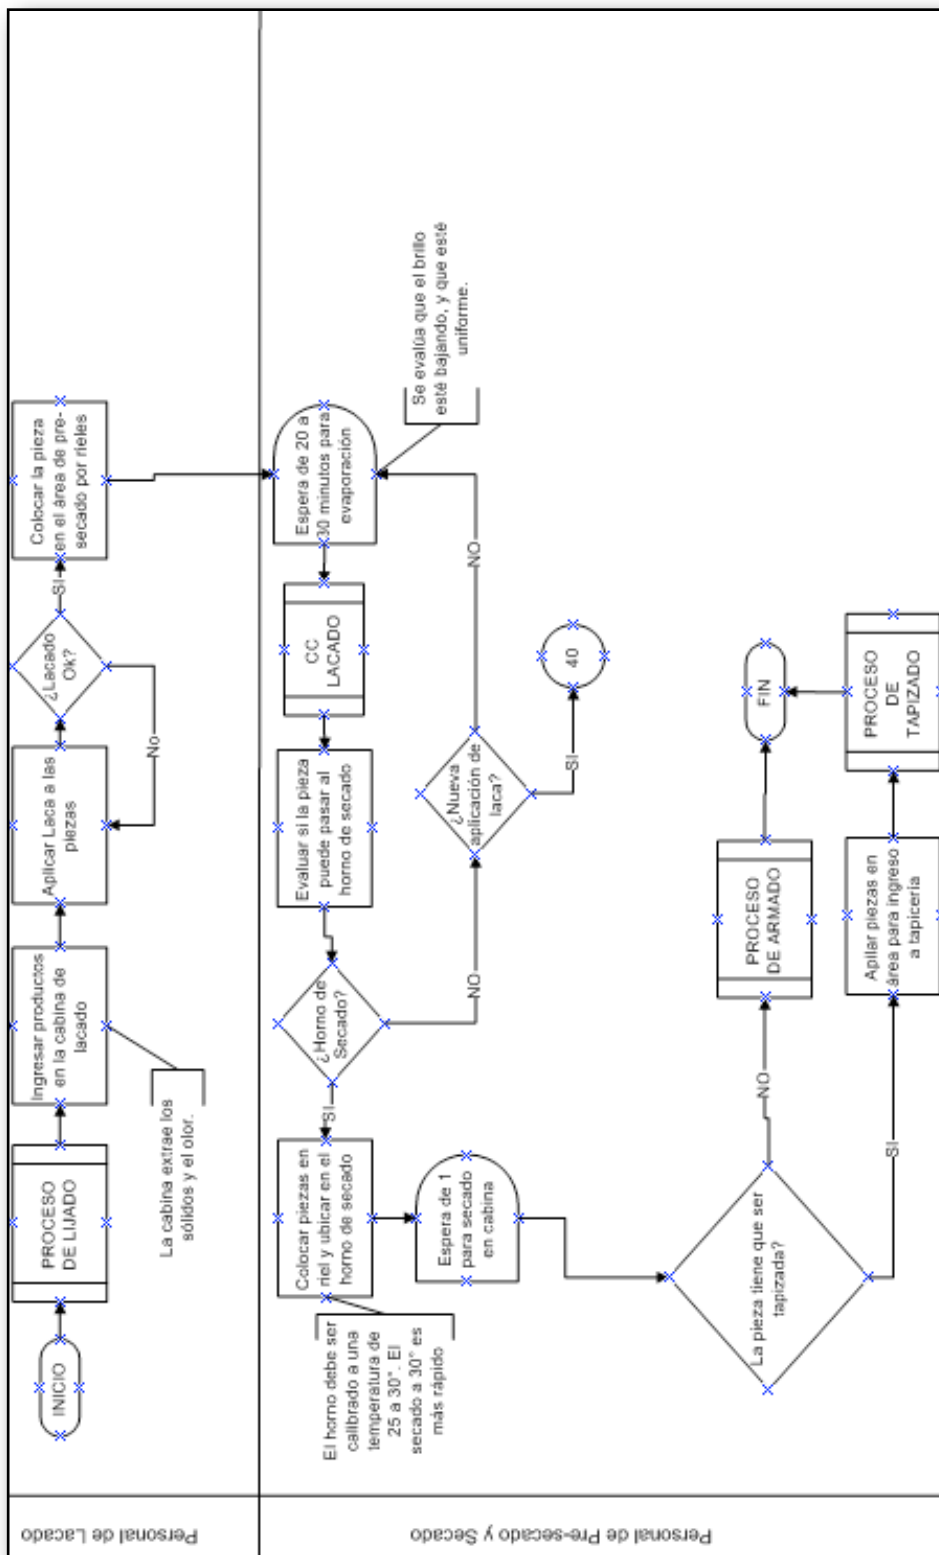 Personal de Lacado
INICIO
PROCESO
DE LIJADO
Ingresar productos
en la cabina de
lacado
La cabina extrae los
sólidos y el olor.
Aplicar Laca a las
piezas
¿Lacado
Ok?
No
SI
Colocar la pieza
en el área de pre-
secado por rieles
Personal de Pre-secado y Secado
Espera de 20 a
30 minutos para
evaporación
Se evalúa que el brillo
esté bajando, y que esté
uniforme.
CC
LACADO
Evaluar si la pieza
puede pasar al
horno de secado
¿Horno de
Secado?
NO
¿Nueva
aplicación de
laca?
NO
SI
40
SI
Colocar piezas en
riel y ubicar en el
horno de secado
El horno debe ser
calibrado a una
temperatura de
25 a 30°. El
secado a 30° es
más rápido
Espera de 1
para secado
en cabina
La pieza tiene que ser
tapizada?
NO
PROCESO
DE ARMADO
SI
Apilar piezas en
área para ingreso
a tapicería
PROCESO
DE
TAPIZADO
FIN